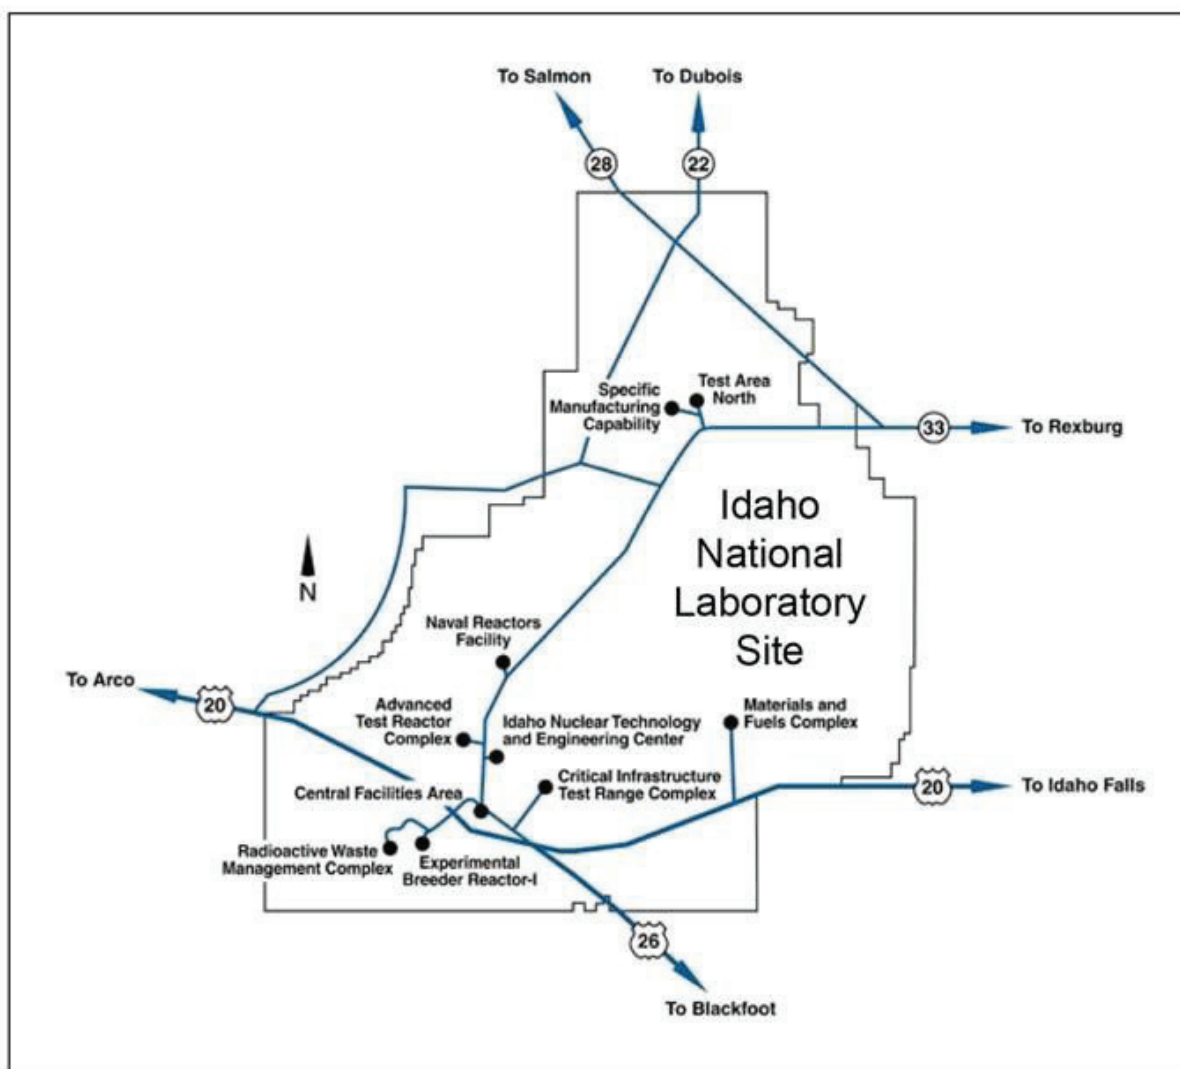 To Salmon
To Dubois
28
22
Specific
Manufacturing
Capability
Test Area
North
33
To Rexburg
Idaho
National
Laboratory
Site
N
Naval Reactors
Facility
To Arco
20
Advanced
Test Reactor
Complex
Idaho Nuclear Technology
and Engineering Center
Materials and
Fuels Complex
Central Facilities Area
Critical Infrastructure
Test Range Complex
20
To Idaho Falls
Radioactive Waste
Management Complex
Experimental
Breeder Reactor-I
26
To Blackfoot